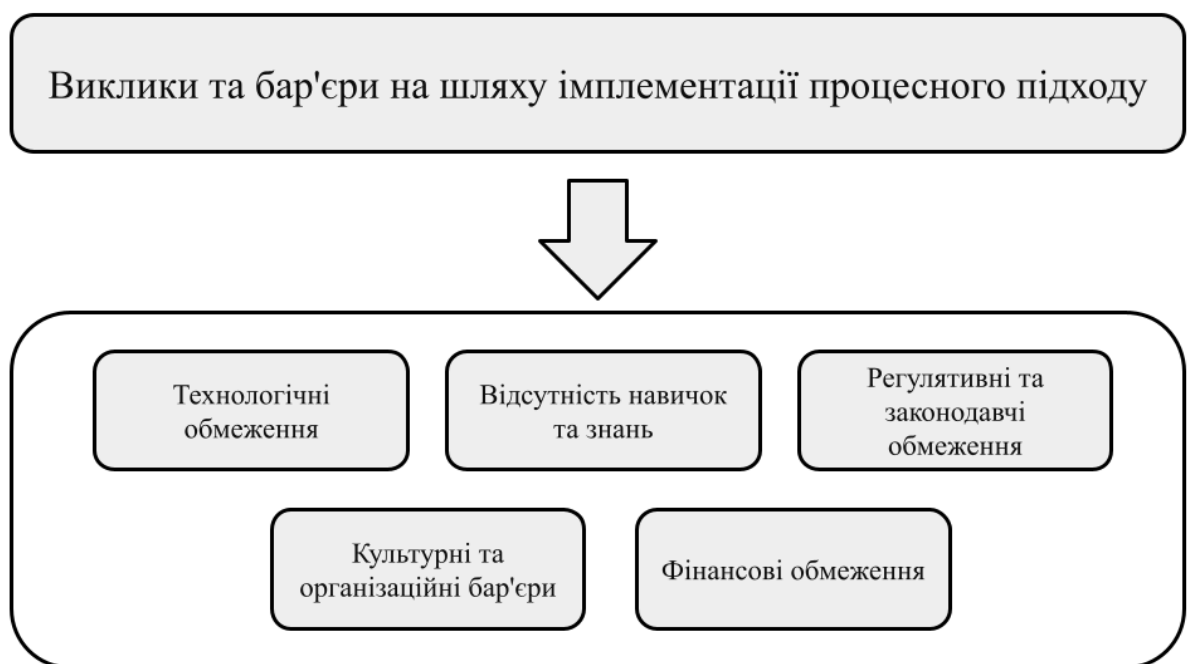 Виклики та бар'єри на шляху імплементації процесного підходу
Технологічні
обмеження
Відсутність навичок
та знань
Регулятивні та
законодавчі
обмеження
Культурні та
організаційні бар'єри
Фінансові обмеження